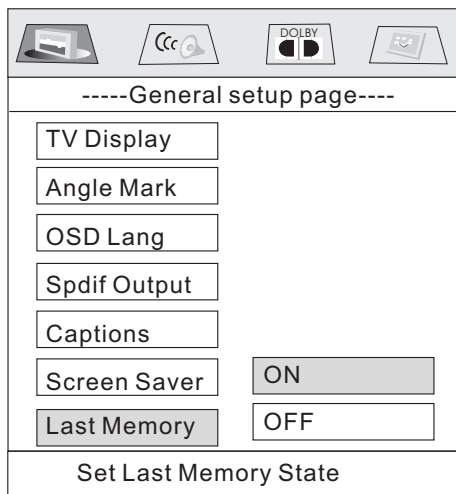 DOLBY
-----General setup page----
TV Display
Angle Mark
OSD Lang
Spdif Output
Captions
Screen Saver
ON
Last Memory
OFF
Set Last Memory State